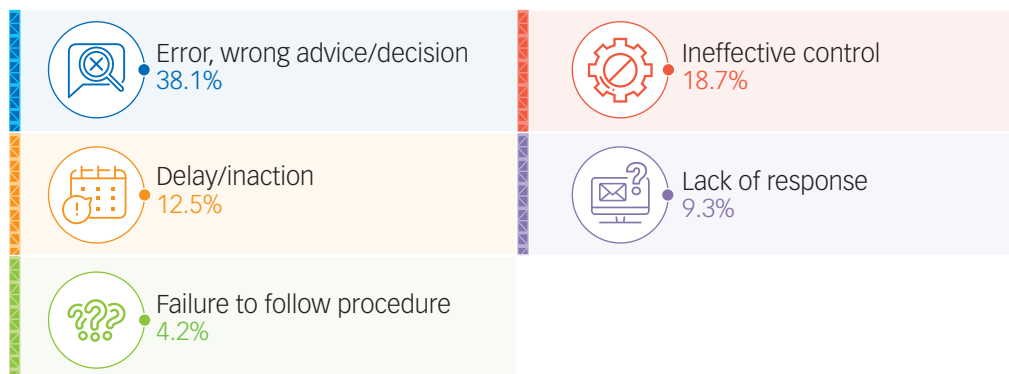 Error, wrong advice/decision
38.1%
Ineffective control
18.7%
Delay/inaction
12.5%
Lack of response
9.3%
Failure to follow procedure
4.2%